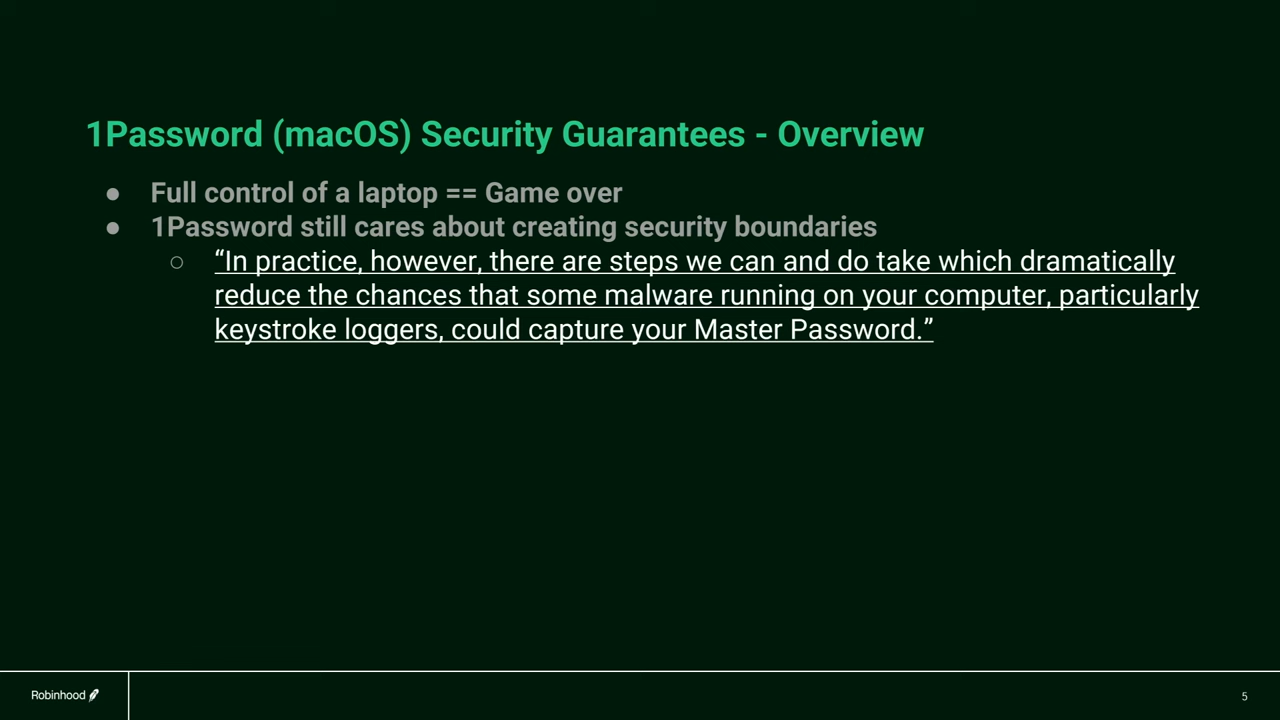 1Password (macOS) Security Guarantees - Overview
● Full control of a laptop == Game over
● 1Password still cares about creating security boundaries
○ “In practice, however, there are steps we can and do take which dramatically
reduce the chances that some malware running on your computer, particularly
keystroke loggers, could capture your Master Password.”
Robinhood
5